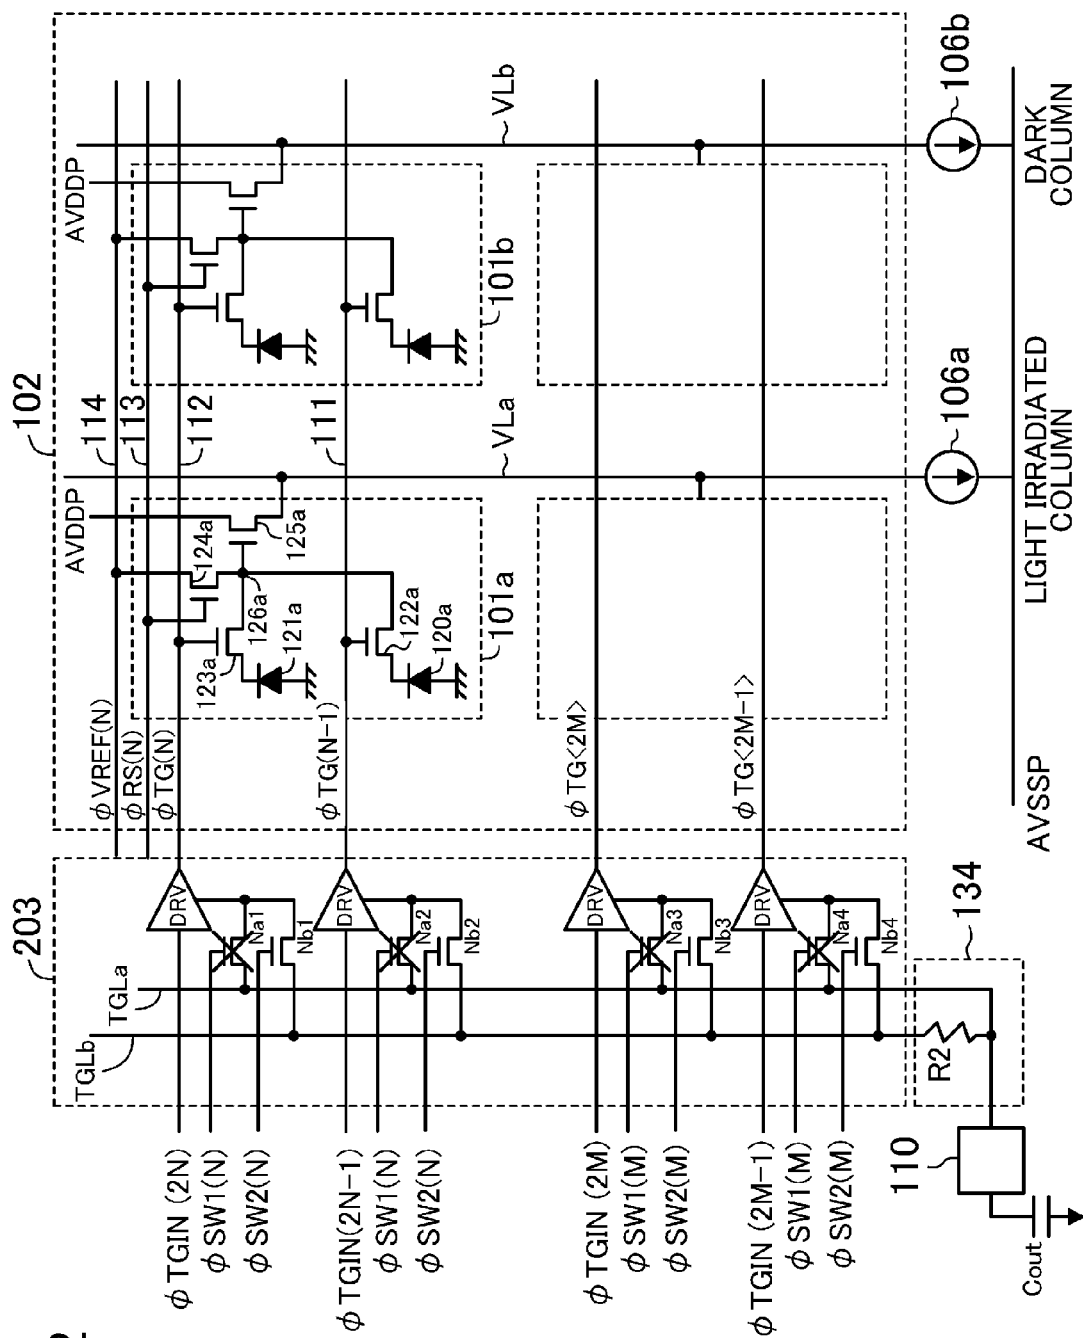 102
203
AVDDP
AVDDP
114
113
112
111
VLa
VLb
φVREF(N)
φRS(N)
φTG(N)
φTG(N-1)
φTG<2M>
φTG<2M-1>
123a
124a
125a
126a
121a
122a
120a
101a
101b
106a
106b
LIGHT IRRADIATED
COLUMN
DARK
COLUMN
AVSSP
TGLa
TGLb
DRV
Na1
Nb1
DRV
Na2
Nb2
DRV
Na3
Nb3
DRV
Na4
Nb4
134
R2
110
Cout
φTGIN (2N)
φSW1(N)
φSW2(N)
φTGIN(2N-1)
φSW1(N)
φSW2(N)
φTGIN (2M)
φSW1(M)
φSW2(M)
φTGIN (2M-1)
φSW1(M)
φSW2(M)